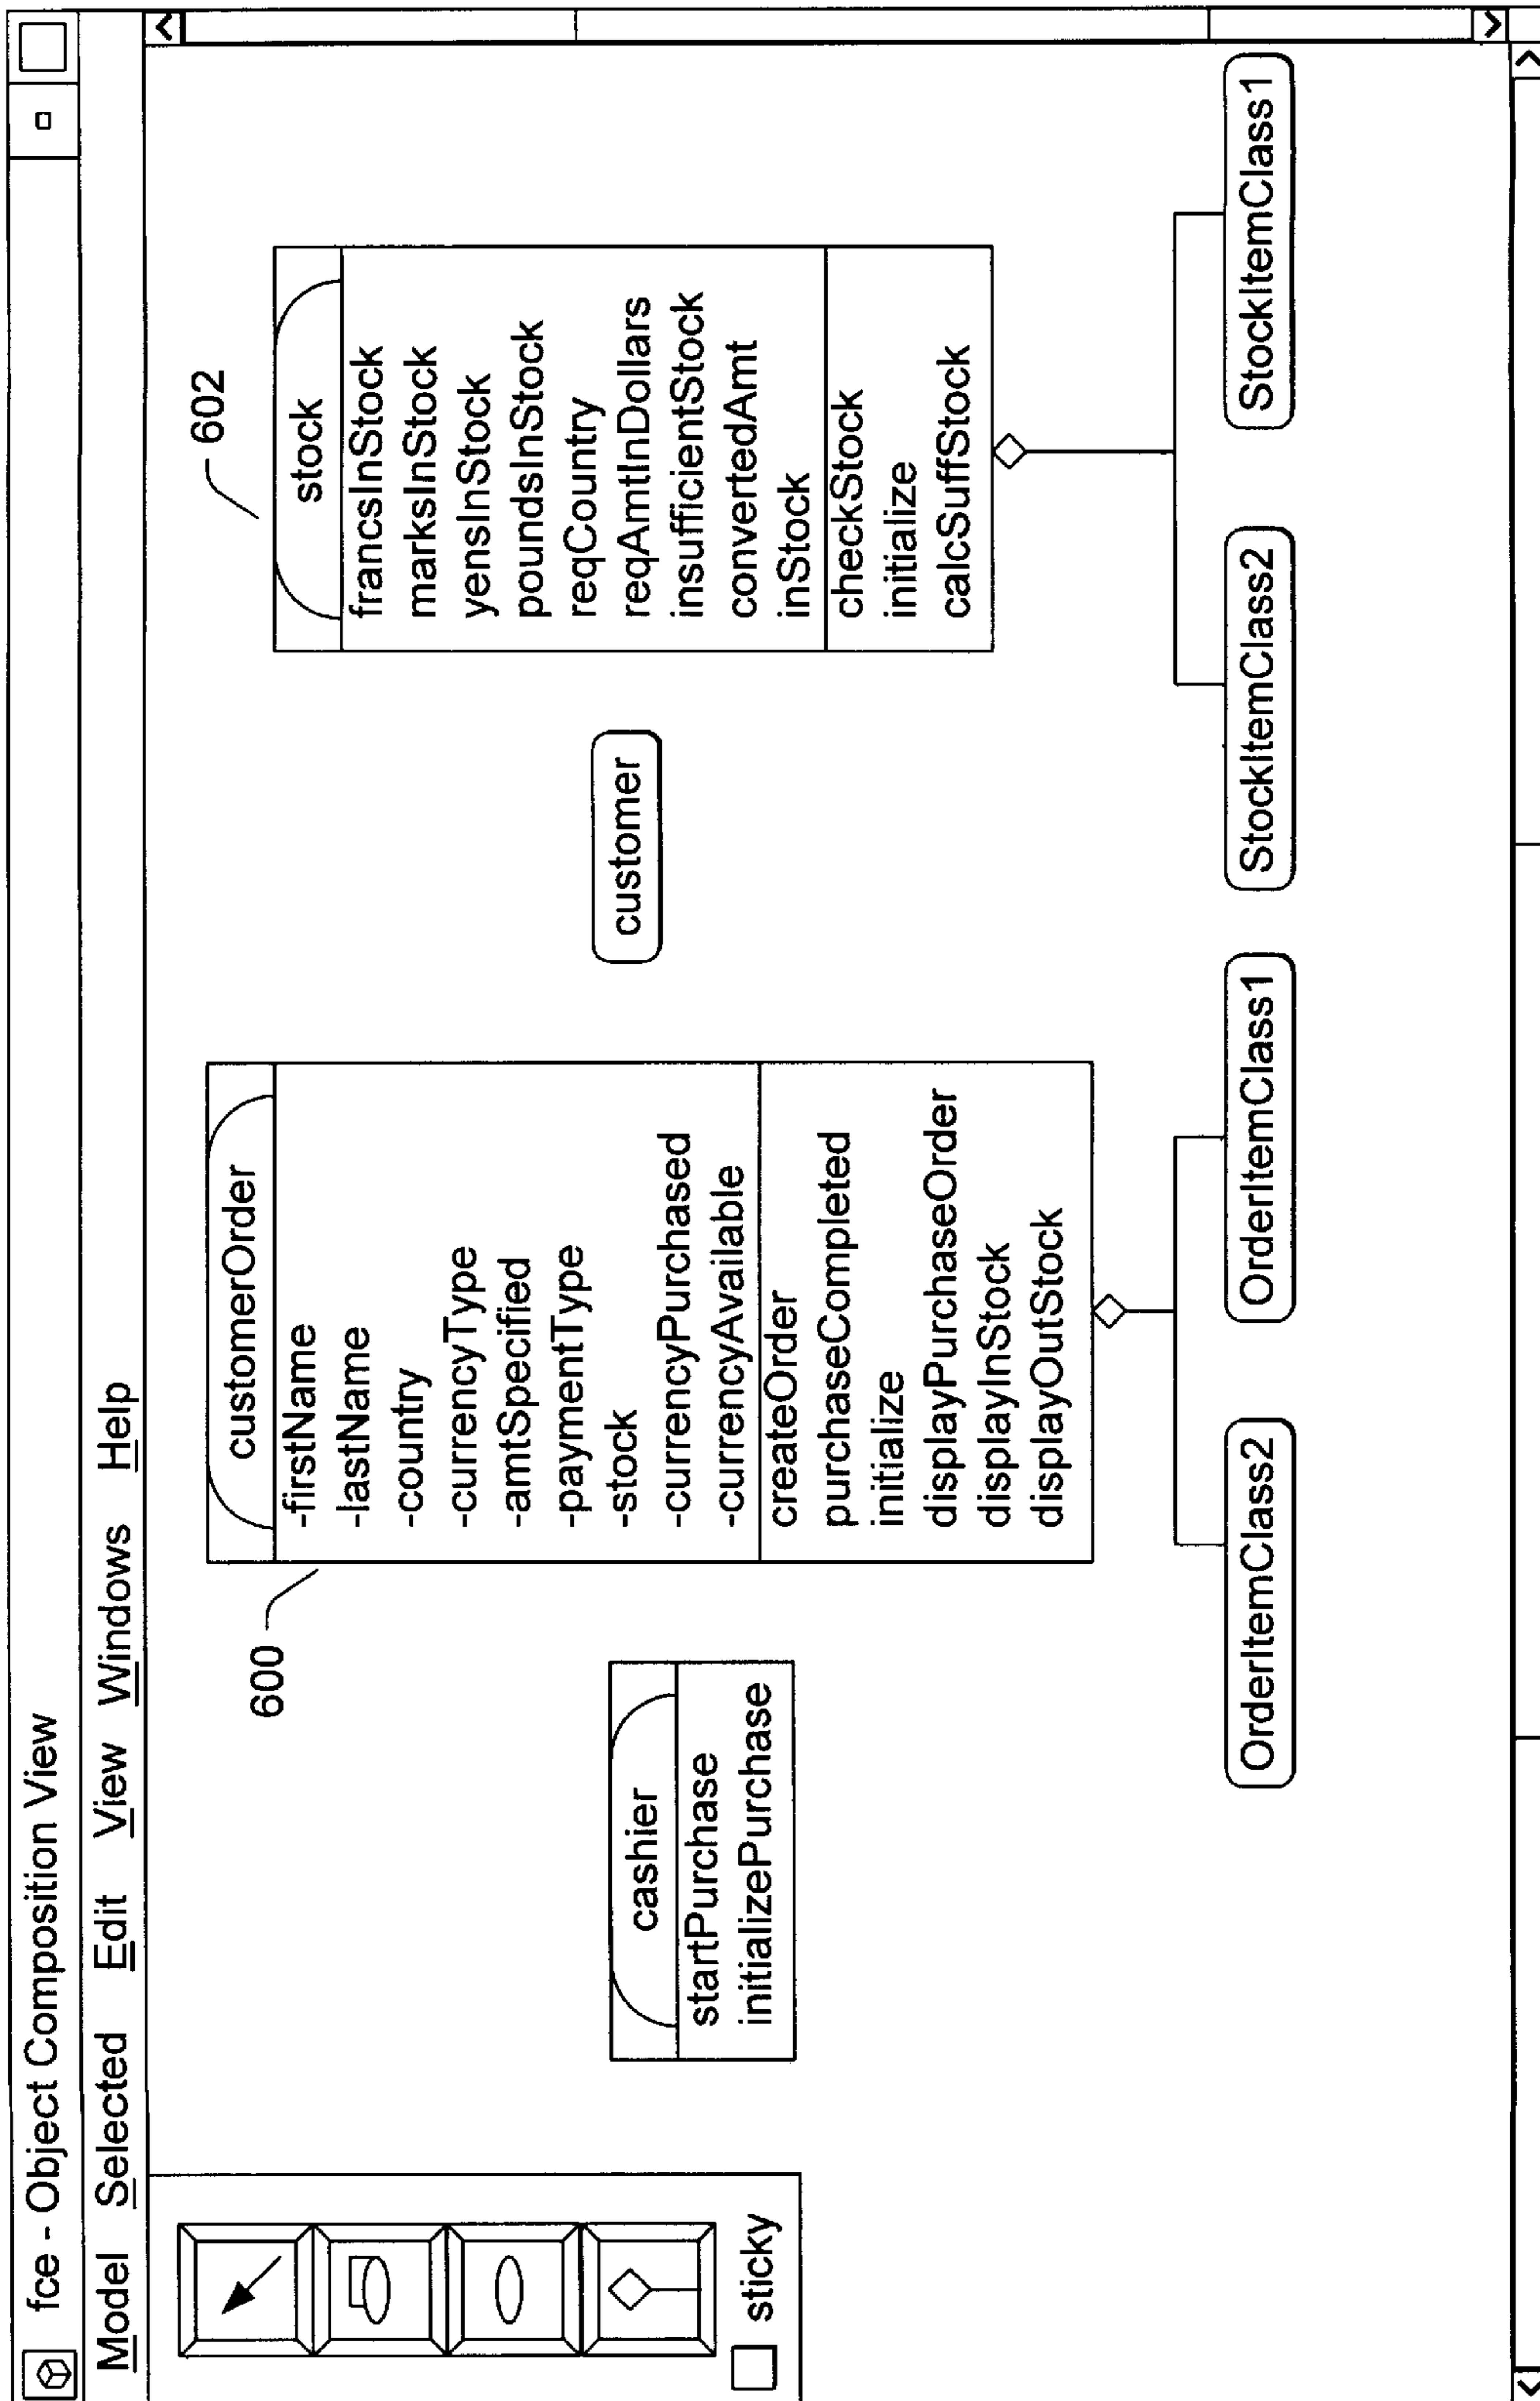 fce - Object Composition View
Model Selected Edit View Windows Help
sticky
cashier
startPurchase
initializePurchase
600
customerOrder
-firstName
-lastName
-country
-currencyType
-amtSpecified
-paymentType
-stock
-currencyPurchased
-currencyAvailable
createOrder
purchaseCompleted
initialize
displayPurchaseOrder
displayInStock
displayOutStock
customer
602
stock
francsInStock
marksInStock
yensInStock
poundsInStock
reqCountry
reqAmtInDollars
insufficientStock
convertedAmt
inStock
checkStock
initialize
calcSuffStock
OrderItemClass2
OrderItemClass1
StockItemClass2
StockItemClass1